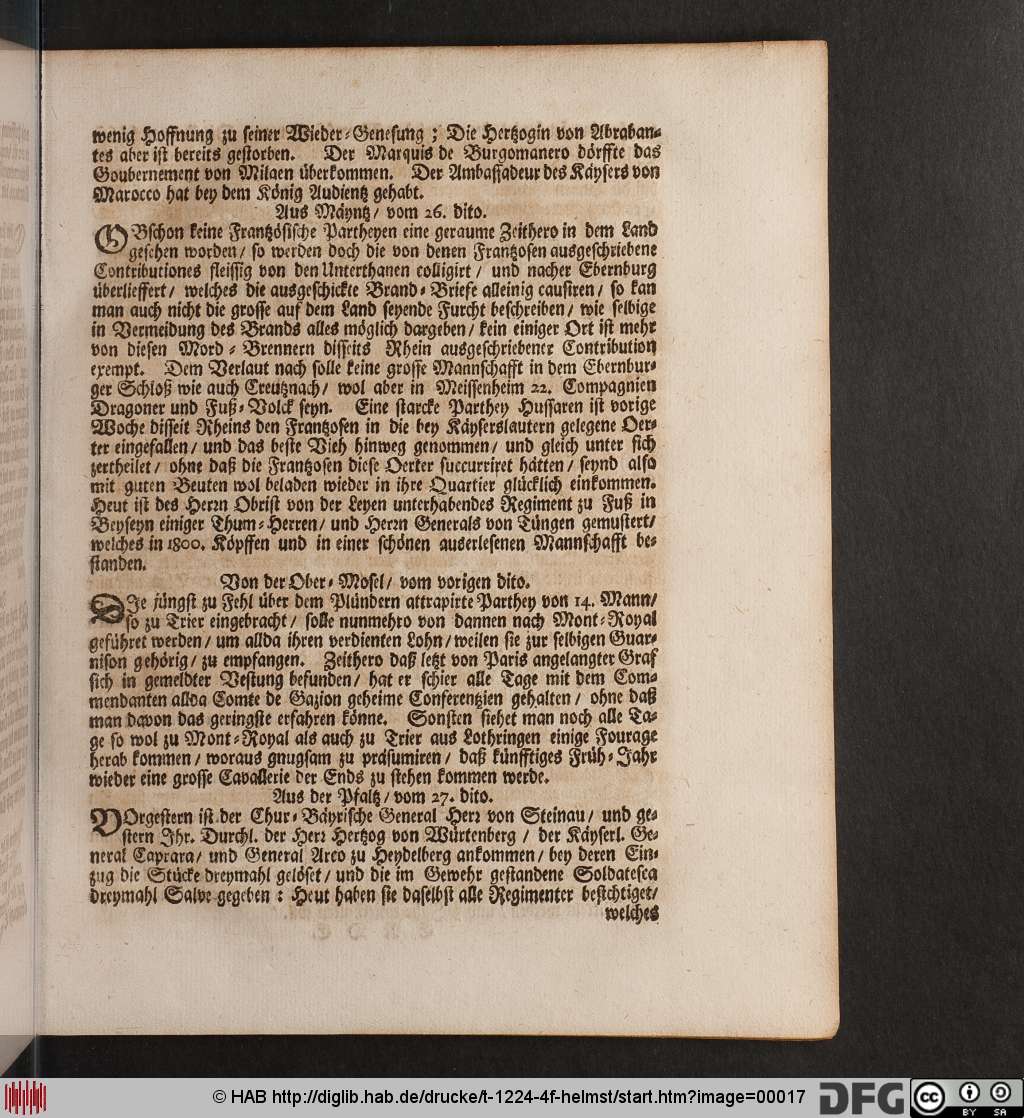 wenig Hoffnung zu seiner Wieder-Genesung; Die Hertzogin von Abraban-
tes aber ist bereits gestorben. Der Marquis de Burgomanero dörffte das
Goubernement von Milaen überkommen. Der Ambassadeur des Käysers von
Marocco hat bey dem König Audientz gehabt.
Aus Mäyntz / vom 26. dito.
OBschon keine Frantzösische Partheyen eine geraume Zeithero in dem Land
gesehen worden / so werden doch die von denen Frantzosen ausgeschriebene
Contributiones fleissig von den Unterthanen colligirt / und nacher Ebernburg
überlieffert / welches die ausgeschickte Brand-Briefe alleinig causiren / so kan
man auch nicht die grosse auf dem Land seyende Furcht beschreiben / wie selbige
in Vermeidung des Brands alles möglich dargeben / kein einiger Ort ist mehr
von diesen Mord-Brennern disseits Rhein ausgeschriebener Contribution
exempt. Dem Verlaut nach solle keine grosse Mannschafft in dem Ebernbur-
ger Schloß wie auch Creutznach / wol aber in Meissenheim 22. Compagnien
Dragoner und Fuß-Volck seyn. Eine starcke Parthey Hussaren ist vorige
Woche disseit Rheins den Frantzosen in die bey Käyserslautern gelegene Oer-
ter eingefallen / und das beste Vieh hinweg genommen / und gleich unter sich
zertheilet / ohne daß die Frantzosen diese Oerter succurriret hätten / seynd also
mit guten Beuten wol beladen wieder in ihre Quartier glücklich einkommen.
Heut ist des Herrn Obrist von der Leyen unterhabendes Regiment zu Fuß in
Beyseyn einiger Thum-Herren / und Herrn Generals von Tüngen gemustert /
welches in 1800. Köpffen und in einer schönen auserlesenen Mannschafft be-
standen.
Von der Ober-Mosel / vom vorigen dito.
DIe jüngst zu Fehl über dem Plündern attrapirte Parthey von 14. Mann /
so zu Trier eingebracht / solle nunmehro von dannen nach Mont-Royal
geführet werden / um allda ihren verdienten Lohn / weilen sie zur selbigen Guar-
nison gehörig / zu empfangen. Zeithero daß letzt von Paris angelangter Graf
sich in gemeldter Vestung befunden / hat er schier alle Tage mit dem Com-
mendanten allda Comte de Gazion geheime Conferentzien gehalten / ohne daß
man davon das geringste erfahren könne. Sonsten siehet man noch alle Ta-
ge so wol zu Mont-Royal als auch zu Trier aus Lothringen einige Fourage
herab kommen / woraus gnugsam zu präsumiren / daß künfftiges Früh-Jahr
wieder eine grosse Cavallerie der Ends zu stehen kommen werde.
Aus der Pfaltz / vom 27. dito.
VOrgestern ist der Chur-Bäyrische General Herr von Steinau / und ge-
stern Ihr. Durchl. der Herr Hertzog von Würtenberg / der Käyserl. Ge-
neral Caprara / und General Arco zu Heydelberg ankommen / bey deren Ein-
zug die Stücke dreymahl gelöset / und die im Gewehr gestandene Soldatesca
dreymahl Salve gegeben: Heut haben sie daselbst alle Regimenter besichtiget /
welches
© HAB http://diglib.hab.de/drucke/t-1224-4f-helmst/start.htm?image=00017
DFG
cc
BY SA